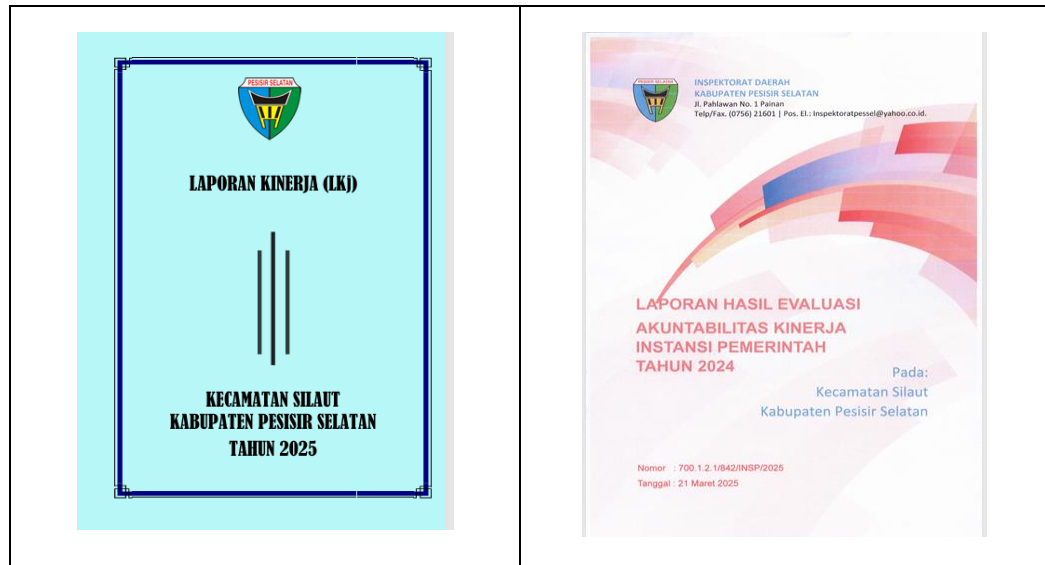 PESISIR SELATAN
LAPORAN KINERJA (LKj)
KECAMATAN SILAUT
KABUPATEN PESISIR SELATAN
TAHUN 2025
PESISIR SELATAN
INSPEKTORAT DAERAH
KABUPATEN PESISIR SELATAN
Jl. Pahlawan No. 1 Painan
Telp/Fax. (0756) 21601 | Pos. El.: Inspektoratpessel@yahoo.co.id.
LAPORAN HASIL EVALUASI
AKUNTABILITAS KINERJA
INSTANSI PEMERINTAH
TAHUN 2024
Pada:
Kecamatan Silaut
Kabupaten Pesisir Selatan
Nomor : 700.1.2.1/842/INSP/2025
Tanggal : 21 Maret 2025